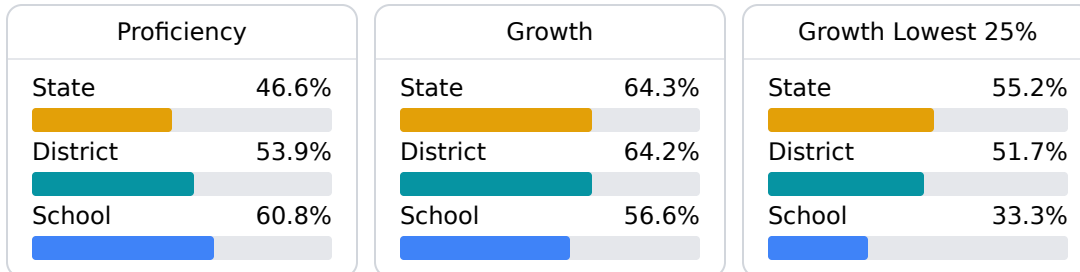 Proficiency
State 46.6%
District 53.9%
School 60.8%
Growth
State 64.3%
District 64.2%
School 56.6%
Growth Lowest 25%
State 55.2%
District 51.7%
School 33.3%